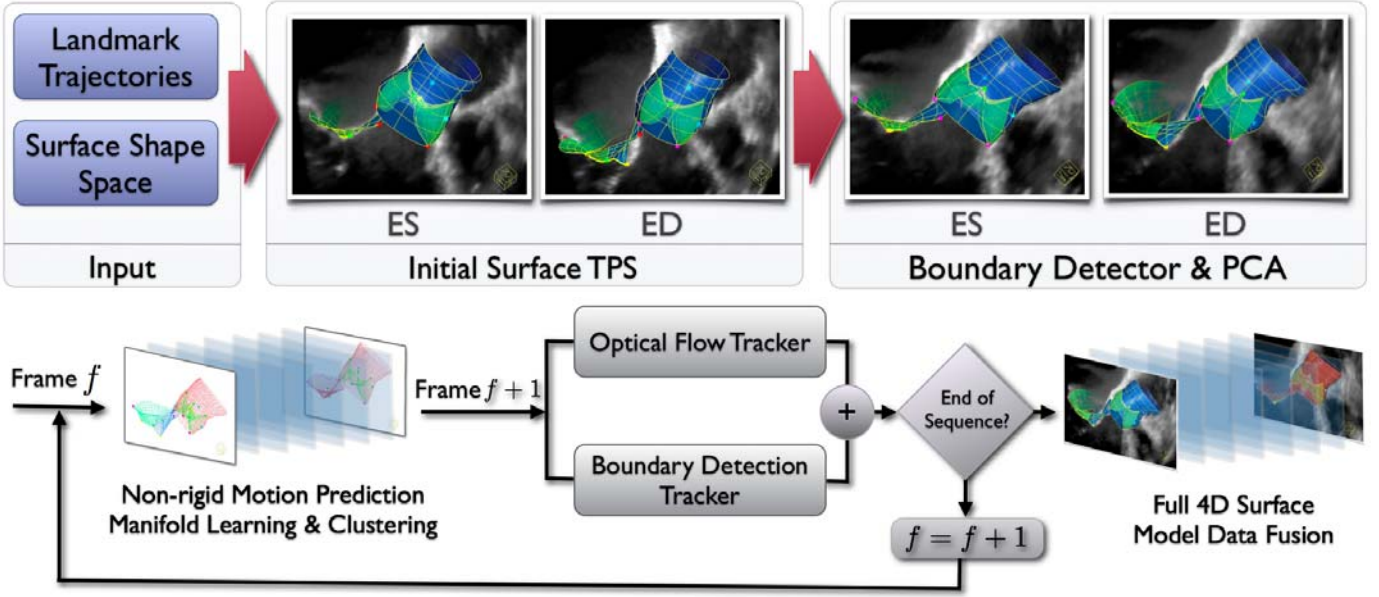 Landmark
Trajectories
Surface Shape
Space
Input
ES
ED
Initial Surface TPS
ES
ED
Boundary Detector & PCA
Frame f
Non-rigid Motion Prediction
Manifold Learning & Clustering
Frame f + 1
Optical Flow Tracker
Boundary Detection
Tracker
+
End of
Sequence?
f = f + 1
Full 4D Surface
Model Data Fusion